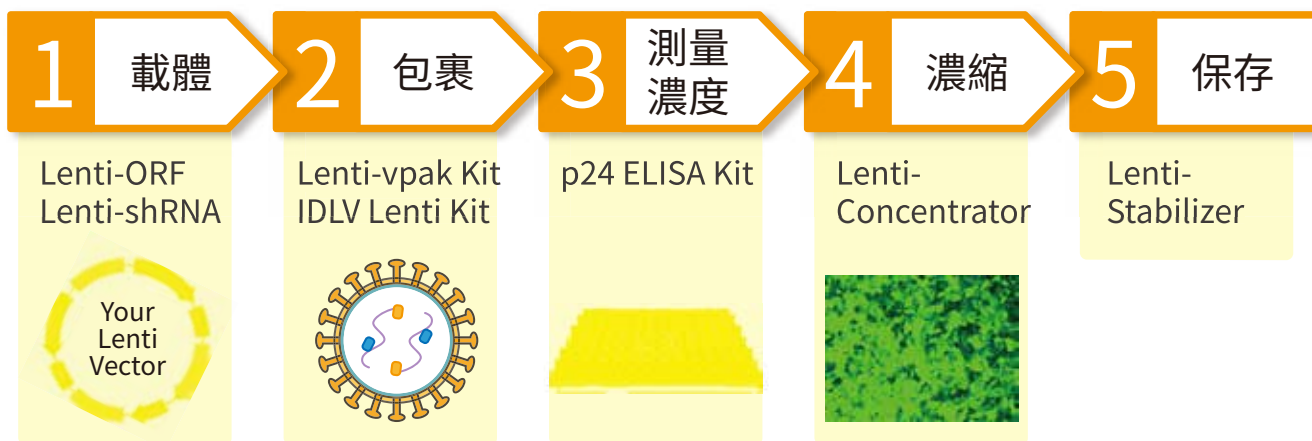 1 載體
2 包裹
3 測量
濃度
4 濃縮
5 保存
Lenti-ORF
Lenti-shRNA
Lenti-vpak Kit
IDLV Lenti Kit
p24 ELISA Kit
Lenti-
Concentrator
Lenti-
Stabilizer
Your
Lenti
Vector